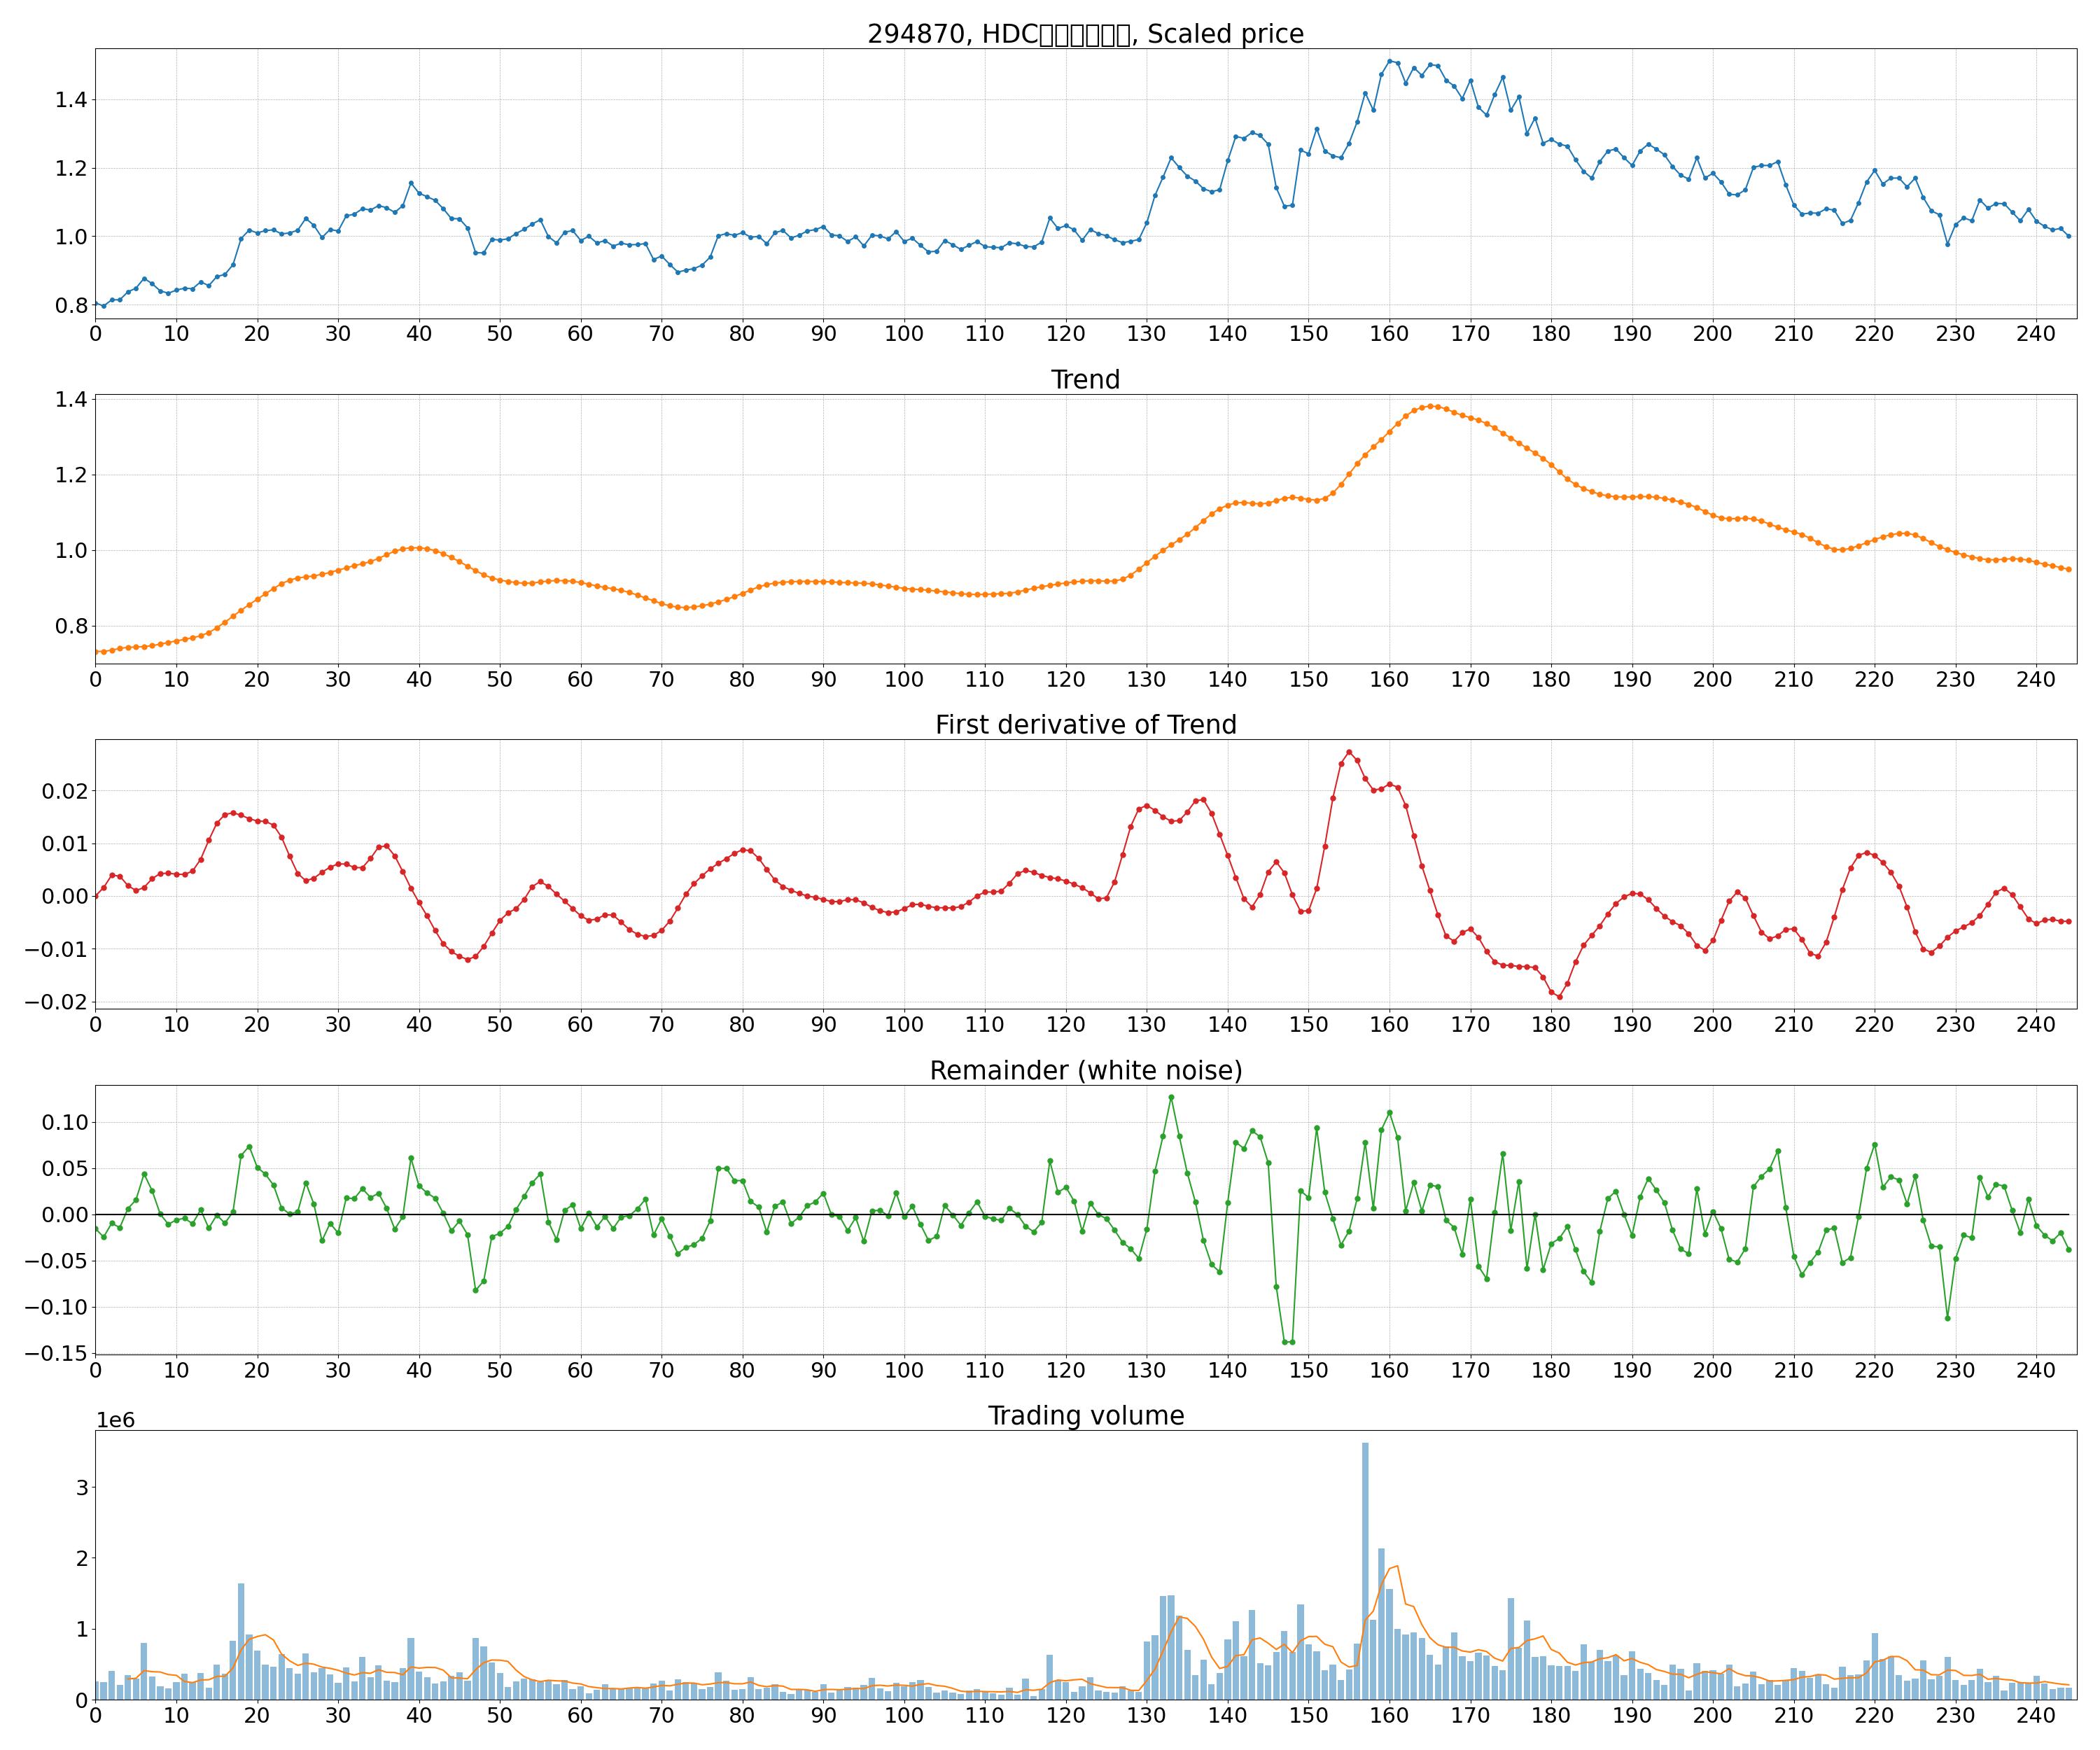 294870, HDC□□□□□□, Scaled price
1.4
1.2
1.0
0.8
0 10 20 30 40 50 60 70 80 90 100 110 120 130 140 150 160 170 180 190 200 210 220 230 240
Trend
1.4
1.2
1.0
0.8
0 10 20 30 40 50 60 70 80 90 100 110 120 130 140 150 160 170 180 190 200 210 220 230 240
First derivative of Trend
0.02
0.01
0.00
−0.01
−0.02
0 10 20 30 40 50 60 70 80 90 100 110 120 130 140 150 160 170 180 190 200 210 220 230 240
Remainder (white noise)
0.10
0.05
0.00
−0.05
−0.10
−0.15
0 10 20 30 40 50 60 70 80 90 100 110 120 130 140 150 160 170 180 190 200 210 220 230 240
Trading volume
1e6
3
2
1
0
0 10 20 30 40 50 60 70 80 90 100 110 120 130 140 150 160 170 180 190 200 210 220 230 240